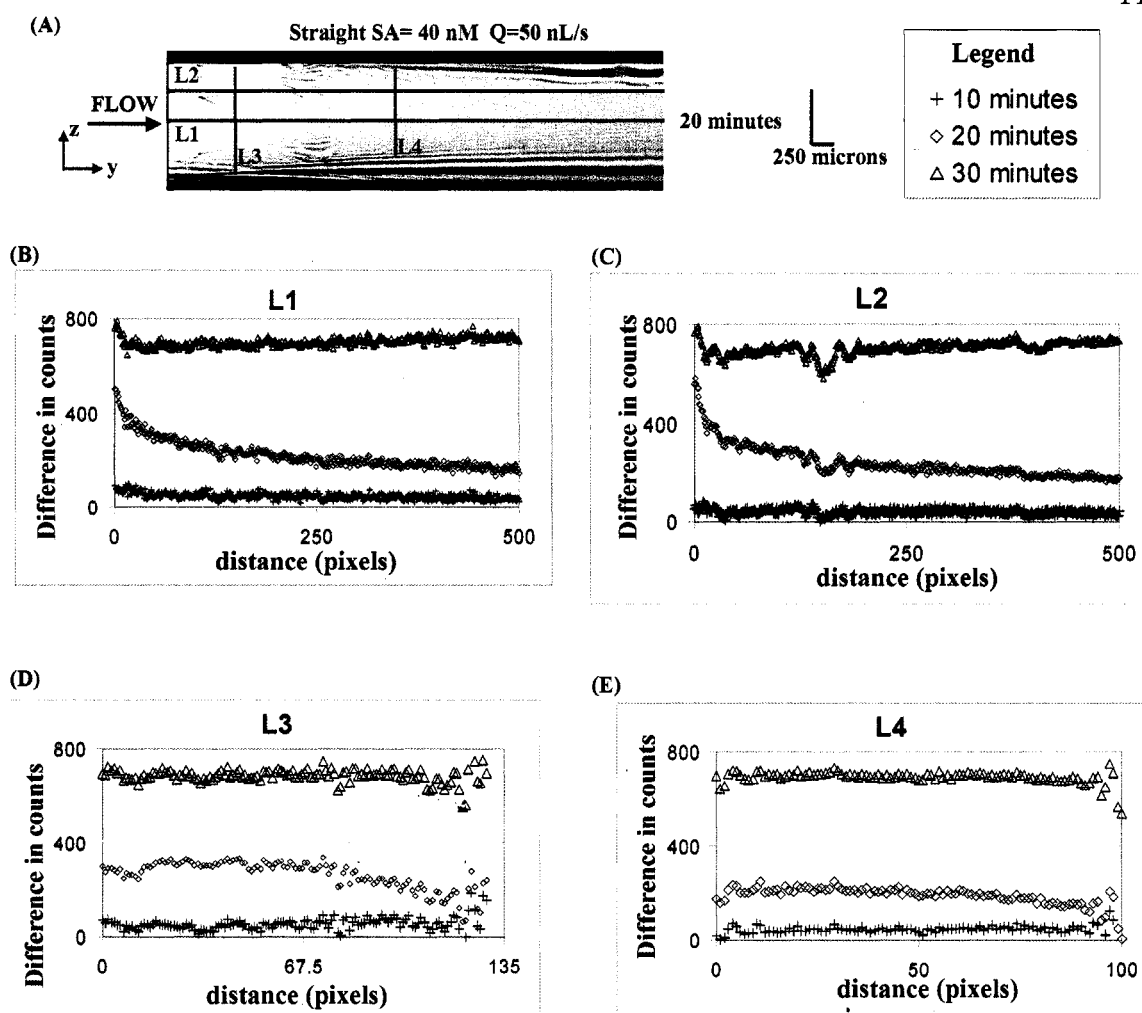 (A)
Straight SA= 40 nM Q=50 nL/s
L2
FLOW
L1
z
y
L3
L4
20 minutes
250 microns
Legend
+ 10 minutes
◇ 20 minutes
△ 30 minutes
(B)
L1
Difference in counts
800
400
0
0 250 500
distance (pixels)
(C)
L2
Difference in counts
800
400
0
0 250 500
distance (pixels)
(D)
L3
Difference in counts
800
400
0
0 67.5 135
distance (pixels)
(E)
L4
Difference in counts
800
400
0
0 50 100
distance (pixels)